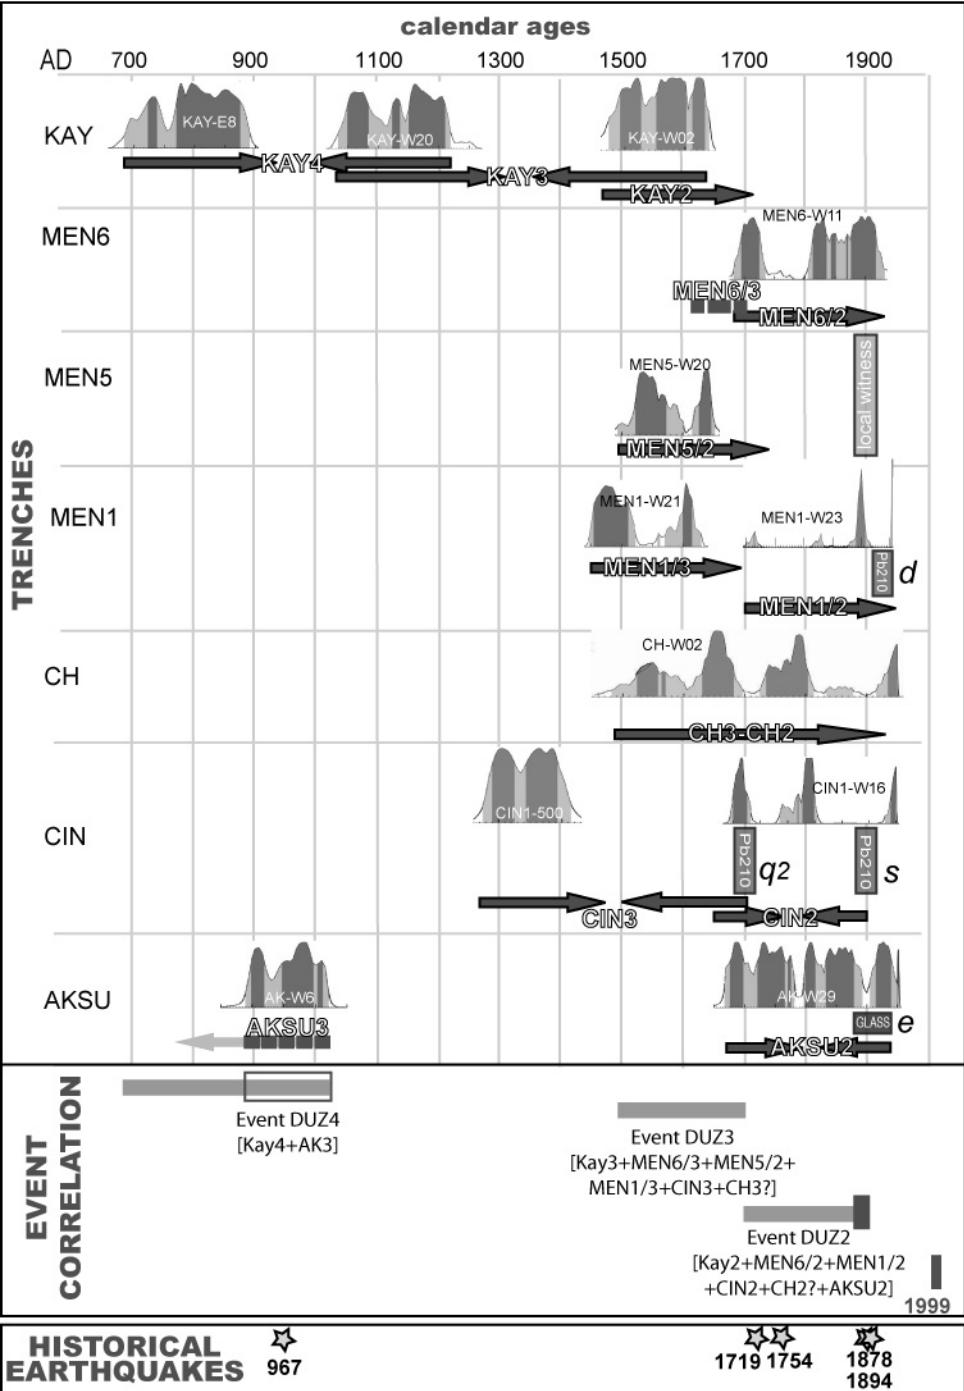 calendar ages
AD 700 900 1100 1300 1500 1700 1900
TRENCHES
KAY
KAY-E8
KAY-W20
KAY-W02
KAY4
KAY3
KAY2
MEN6
MEN6-W11
MEN6/3
MEN6/2
MEN5
MEN5-W20
local witness
MEN5/2
MEN1
MEN1-W21
MEN1-W23
MEN1/3
Pb210
d
MEN1/2
CH
CH-W02
CH3-CH2
CIN
CIN1-500
CIN1-W16
Pb210
q2
Pb210
s
CIN3
CIN2
AKSU
AK-W6
AK-W29
AKSU3
GLASS
e
AKSU2
EVENT
CORRELATION
Event DUZ4
[Kay4+AK3]
Event DUZ3
[Kay3+MEN6/3+MEN5/2+
MEN1/3+CIN3+CH3?]
Event DUZ2
[Kay2+MEN6/2+MEN1/2
+CIN2+CH2?+AKSU2]
1999
HISTORICAL
EARTHQUAKES
967
1719
1754
1878
1894